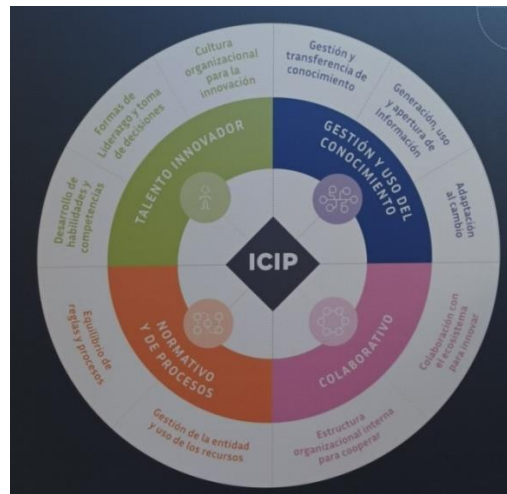 Cultura
organizacional
para la
innovación
Gestión y
transferencia de
conocimiento
Formas de
Liderazgo y toma
de decisiones
Generación, uso
y apertura de
información
TALENTO INNOVADOR
GESTIÓN Y USO DEL
CONOCIMIENTO
Desarrollo de
habilidades y
competencias
Adaptación
al cambio
ICIP
Equilibrio de
reglas y procesos
NORMATIVO
Y DE PROCESOS
COLABORATIVO
Colaboración con
el ecosistema
para innovar
Gestión de la entidad
y uso de los recursos
Estructura
organizacional interna
para cooperar